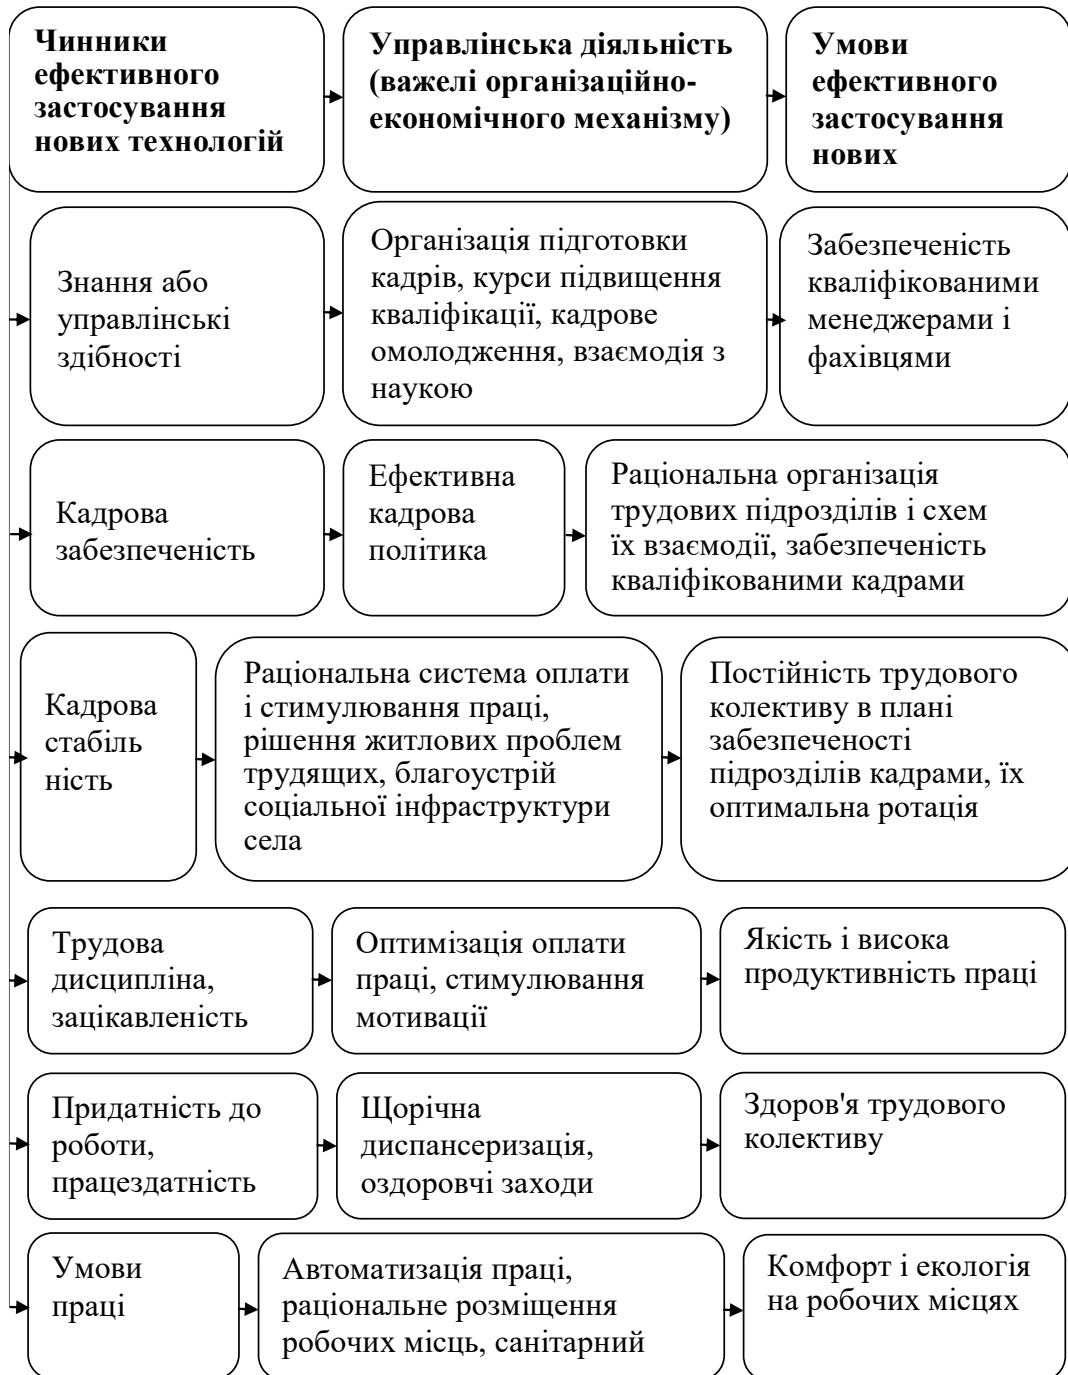 Чинники
ефективного
застосування
нових технологій
Управлінська діяльність
(важелі організаційно-
економічного механізму)
Умови
ефективного
застосування
нових
Знання або
управлінські
здібності
Організація підготовки
кадрів, курси підвищення
кваліфікації, кадрове
омолодження, взаємодія з
наукою
Забезпеченість
кваліфікованими
менеджерами і
фахівцями
Кадрова
забезпеченість
Ефективна
кадрова
політика
Раціональна організація
трудових підрозділів і схем
їх взаємодії, забезпеченість
кваліфікованими кадрами
Кадрова
стабіль
ність
Раціональна система оплати
і стимулювання праці,
рішення житлових проблем
трудящих, благоустрій
соціальної інфраструктури
села
Постійність трудового
колективу в плані
забезпеченості
підрозділів кадрами, їх
оптимальна ротація
Трудова
дисципліна,
зацікавленість
Оптимізація оплати
праці, стимулювання
мотивації
Якість і висока
продуктивність праці
Придатність до
роботи,
працездатність
Щорічна
диспансеризація,
оздоровчі заходи
Здоров'я трудового
колективу
Умови
праці
Автоматизація праці,
раціональне розміщення
робочих місць, санітарний
Комфорт і екологія
на робочих місцях